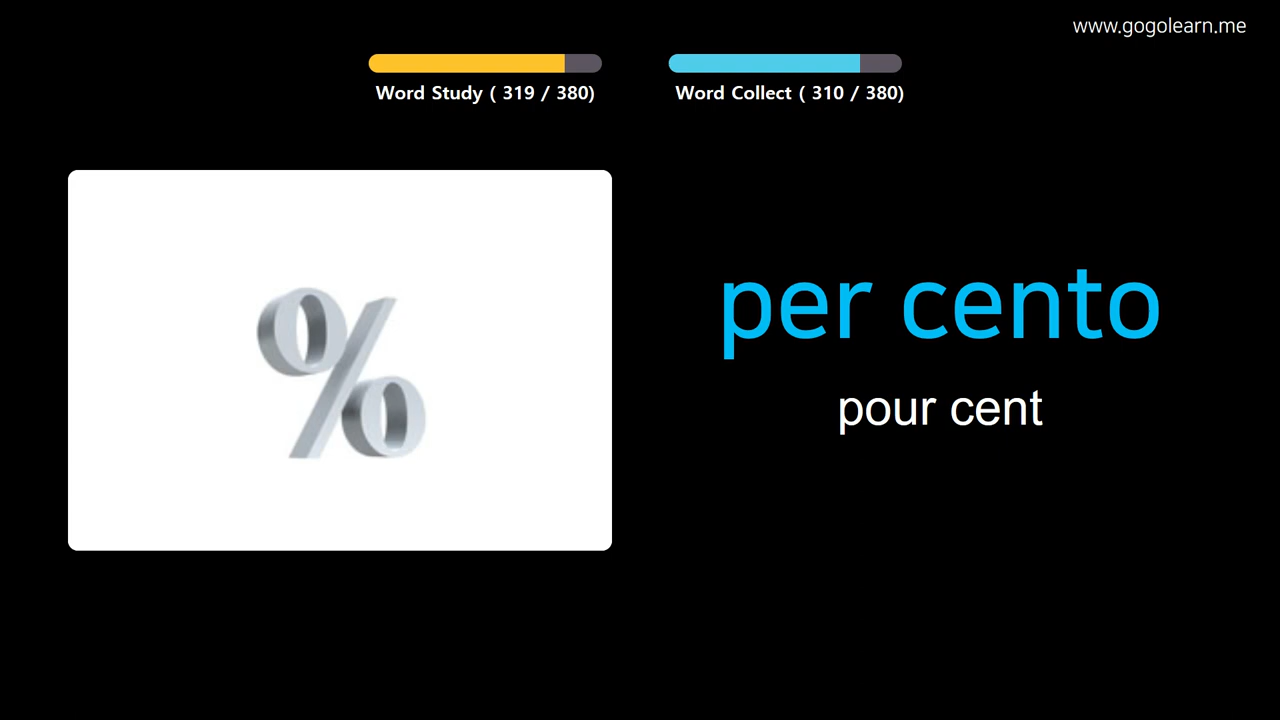 www.gogolearn.me
Word Study ( 319 / 380)
Word Collect ( 310 / 380)
%
per cento
pour cent